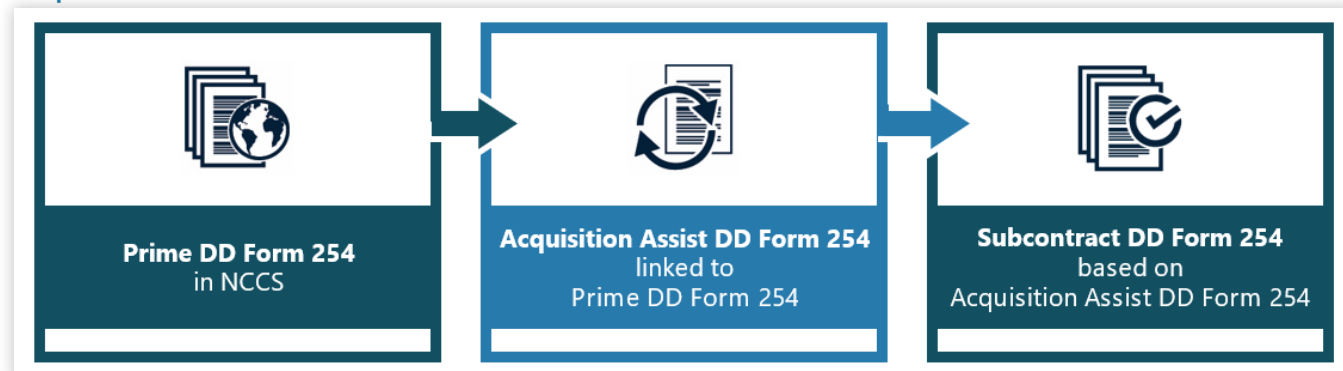 Prime DD Form 254
in NCCS
Acquisition Assist DD Form 254
linked to
Prime DD Form 254
Subcontract DD Form 254
based on
Acquisition Assist DD Form 254